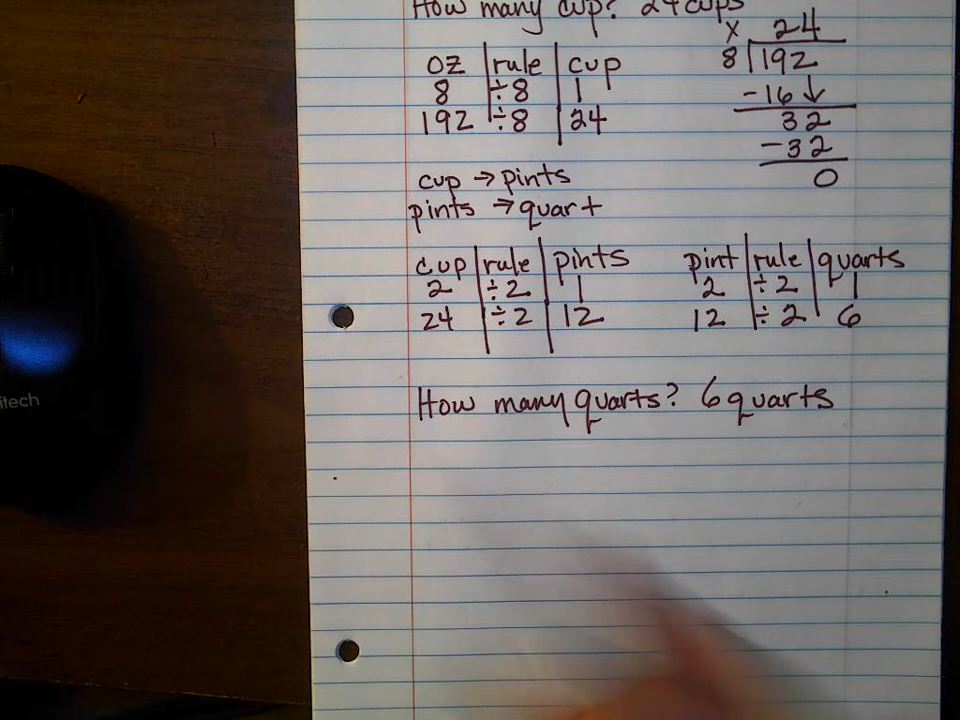 How many cup? 24 cups
x 24
8 192
-16↓
32
-32
0
oz rule cup
8 ÷8 1
192 ÷8 24
cup → pints
pints → quart
cup rule pints
2 ÷2 1
24 ÷2 12
pint rule quarts
2 ÷2 1
12 ÷2 6
How many quarts? 6 quarts
itech